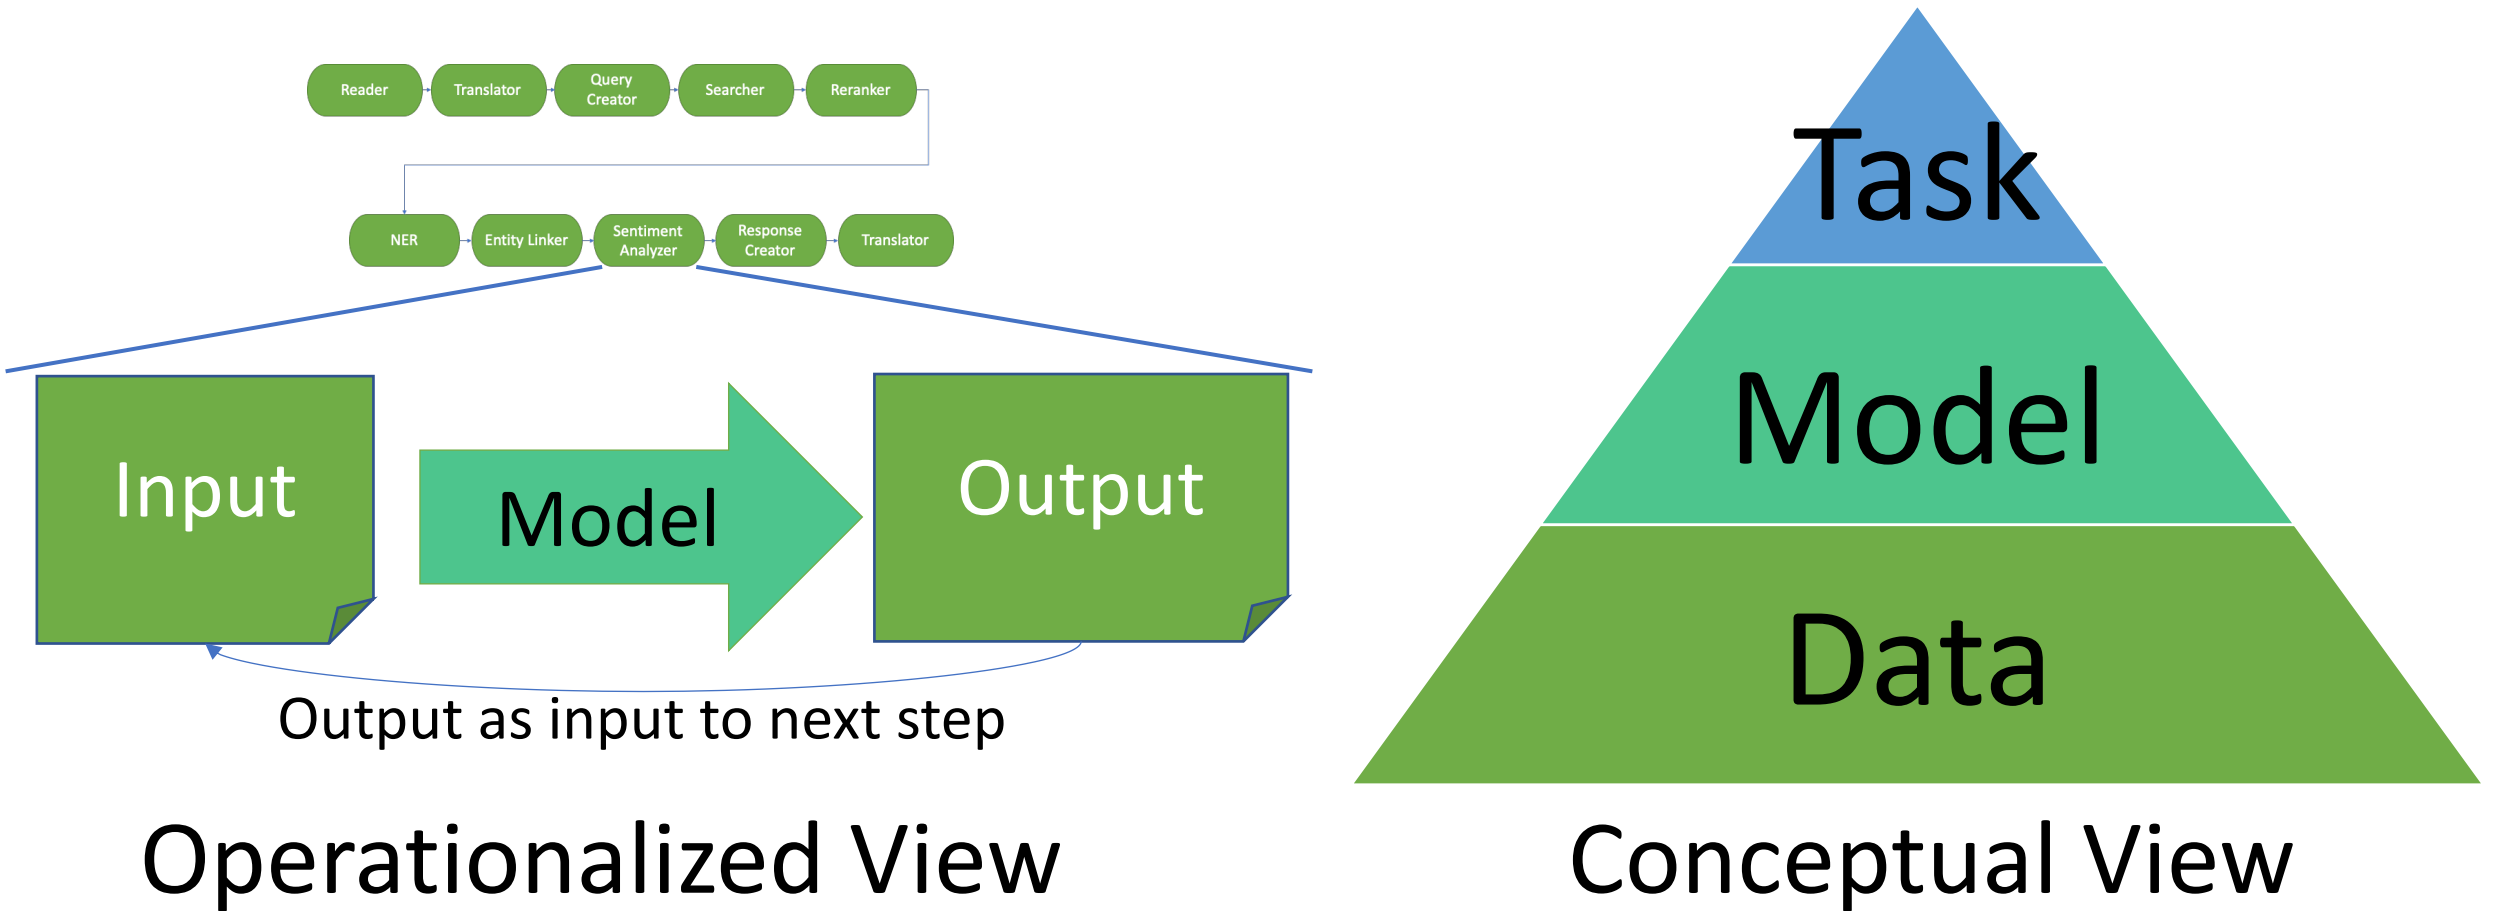 Reader
Translator
Query
Creator
Searcher
Reranker
NER
Entity Linker
Sentiment
Analyzer
Response
Creator
Translator
Input
Model
Output
Output as input to next step
Operationalized View
Task
Model
Data
Conceptual View